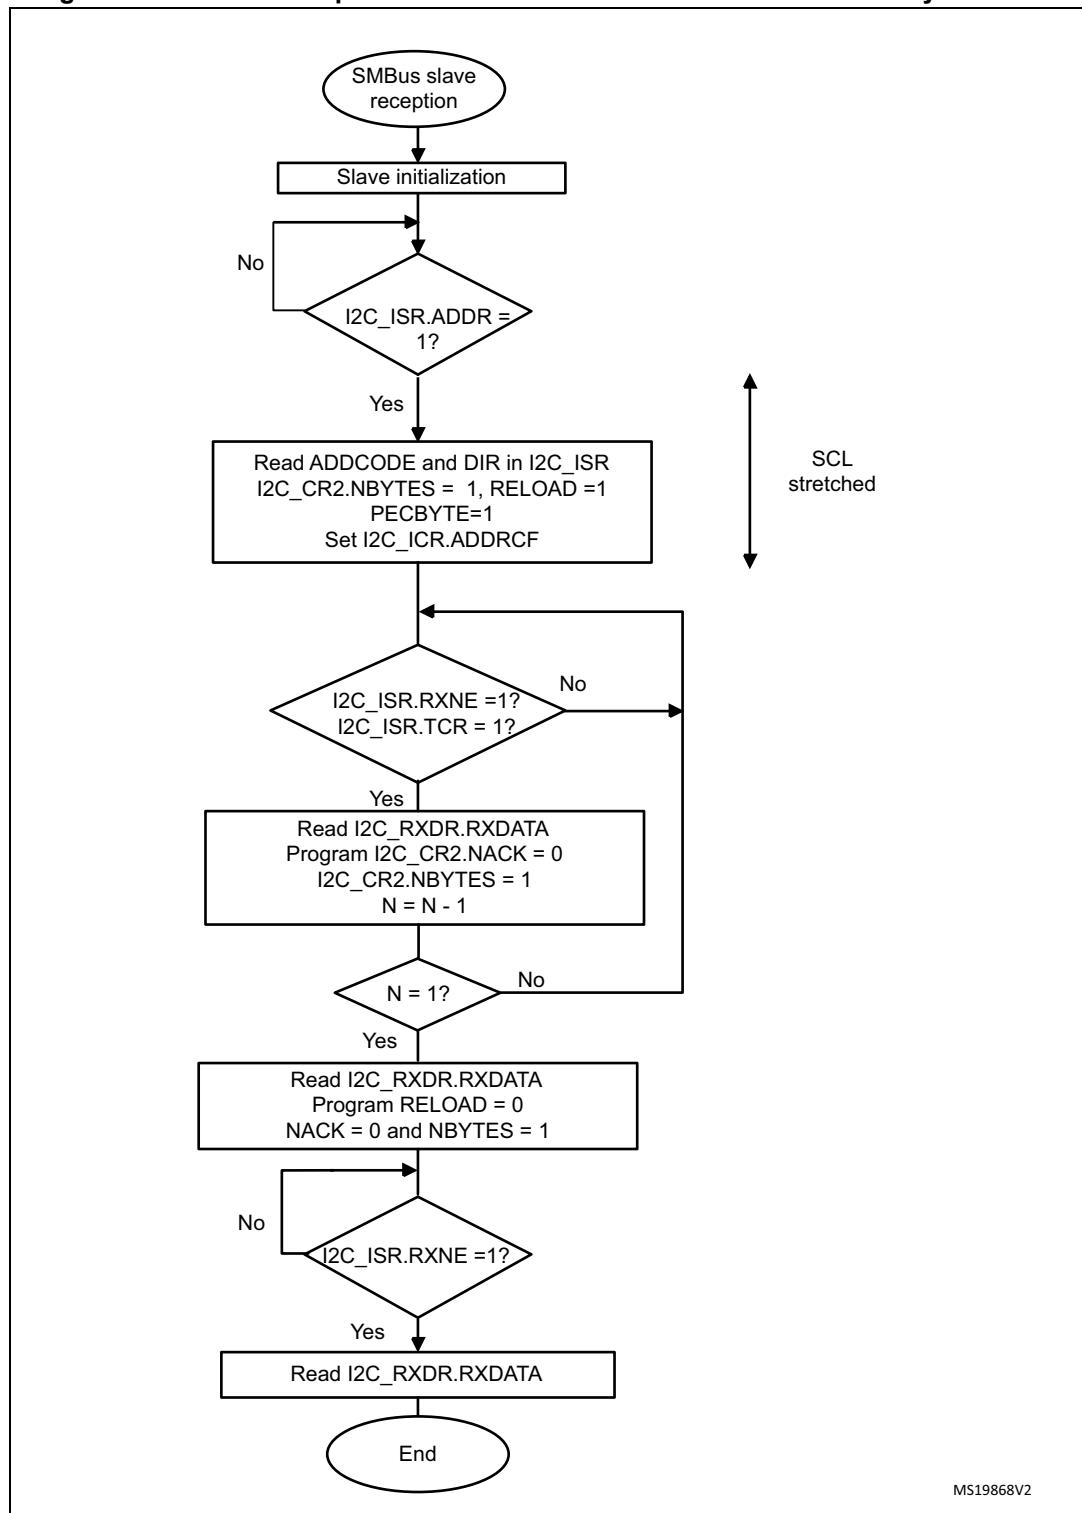 SMBus slave
reception
Slave initialization
No
I2C_ISR.ADDR =
1?
Yes
Read ADDCODE and DIR in I2C_ISR
I2C_CR2.NBYTES = 1, RELOAD =1
PECBYTE=1
Set I2C_ICR.ADDRCF
SCL
stretched
I2C_ISR.RXNE =1?
I2C_ISR.TCR = 1?
No
Yes
Read I2C_RXDR.RXDATA
Program I2C_CR2.NACK = 0
I2C_CR2.NBYTES = 1
N = N - 1
N = 1?
No
Yes
Read I2C_RXDR.RXDATA
Program RELOAD = 0
NACK = 0 and NBYTES = 1
No
I2C_ISR.RXNE =1?
Yes
Read I2C_RXDR.RXDATA
End
MS19868V2